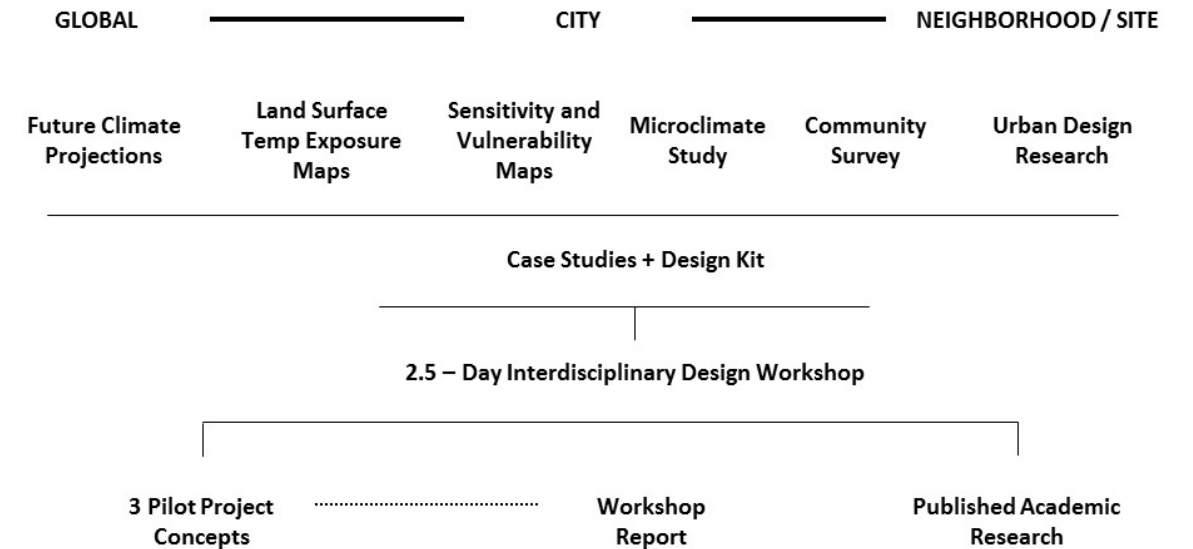 GLOBAL CITY NEIGHBORHOOD / SITE
Future Climate
Projections
Land Surface
Temp Exposure
Maps
Sensitivity and
Vulnerability
Maps
Microclimate
Study
Community
Survey
Urban Design
Research
Case Studies + Design Kit
2.5 – Day Interdisciplinary Design Workshop
3 Pilot Project
Concepts
Workshop
Report
Published Academic
Research